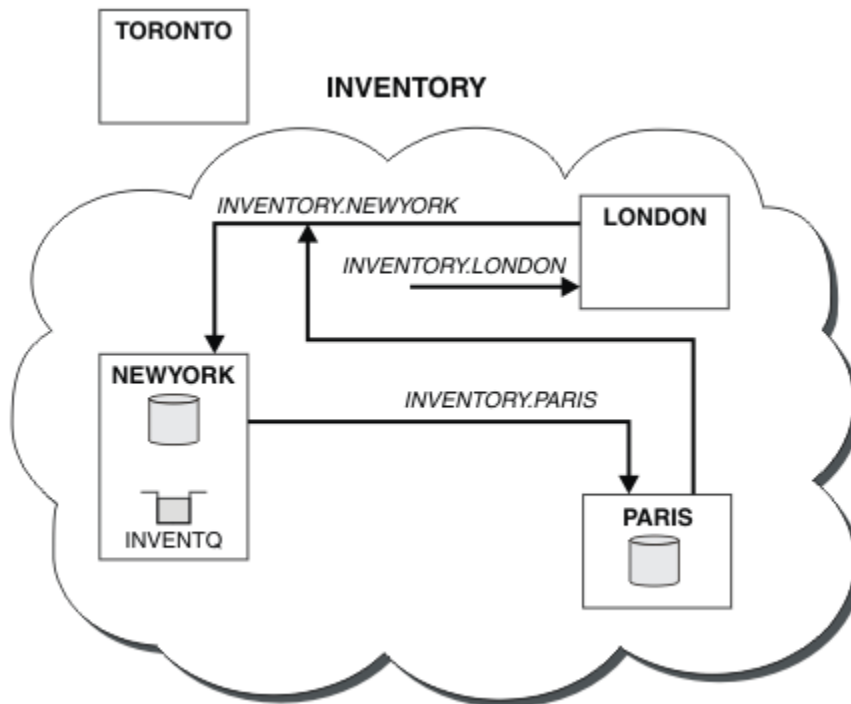 TORONTO
INVENTORY
INVENTORY.NEWYORK
LONDON
INVENTORY.LONDON
NEWYORK
INVENTORY.PARIS
PARIS
INVENTQ